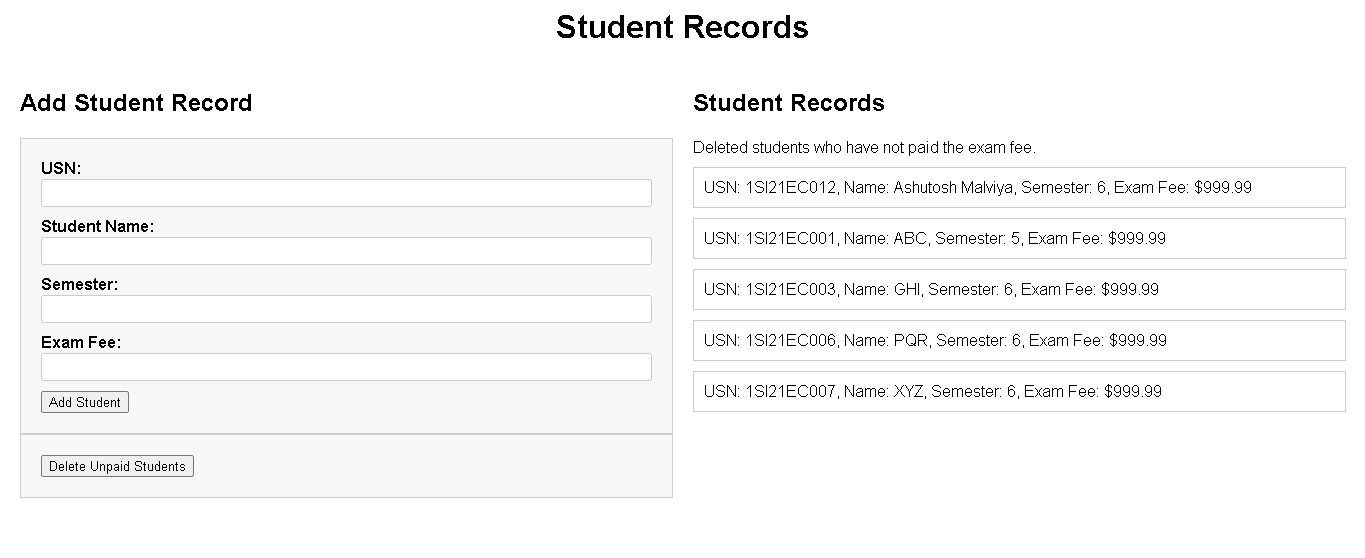 Student Records
Add Student Record
USN:
Student Name:
Semester:
Exam Fee:
Add Student
Delete Unpaid Students
Student Records
Deleted students who have not paid the exam fee.
USN: 1SI21EC012, Name: Ashutosh Malviya, Semester: 6, Exam Fee: $999.99
USN: 1SI21EC001, Name: ABC, Semester: 5, Exam Fee: $999.99
USN: 1SI21EC003, Name: GHI, Semester: 6, Exam Fee: $999.99
USN: 1SI21EC006, Name: PQR, Semester: 6, Exam Fee: $999.99
USN: 1SI21EC007, Name: XYZ, Semester: 6, Exam Fee: $999.99